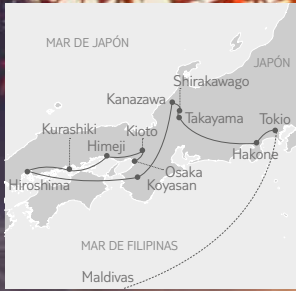 MAR DE JAPÓN
JAPÓN
Shirakawago
Kanazawa
Takayama
Tokio
Kurashiki
Kioto
Himeji
Hakone
Osaka
Hiroshima
Koyasan
MAR DE FILIPINAS
Maldivas